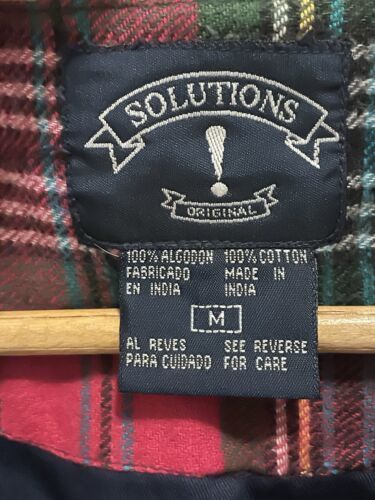 SOLUTIONS
!
ORIGINAL
100% ALGODON 100% COTTON
FABRICADO MADE IN
EN INDIA INDIA
M
AL REVES SEE REVERSE
PARA CUIDADO FOR CARE